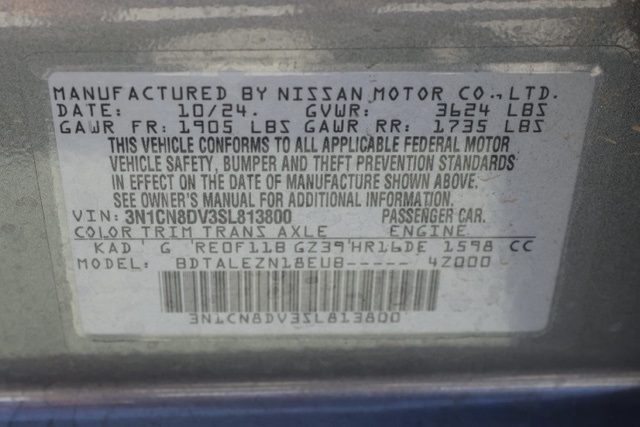 MANUFACTURED BY NISSAN MOTOR CO., LTD.
DATE: 10/24. GVWR: 3624 LBS
GAWR FR: 1905 LBS GAWR RR: 1735 LBS
THIS VEHICLE CONFORMS TO ALL APPLICABLE FEDERAL MOTOR
VEHICLE SAFETY, BUMPER AND THEFT PREVENTION STANDARDS
IN EFFECT ON THE DATE OF MANUFACTURE SHOWN ABOVE.
SEE OWNER'S MANUAL FOR ADDITIONAL INFORMATION.
VIN: 3N1CN8DV3SL813800 PASSENGER CAR.
COLOR TRIM TRANS AXLE ENGINE
KAD G RE0F11B GZ39 HR16DE 1598 CC
MODEL: BDTALEZN18EUB----- 4Z000
3N1CN8DV3SL813800